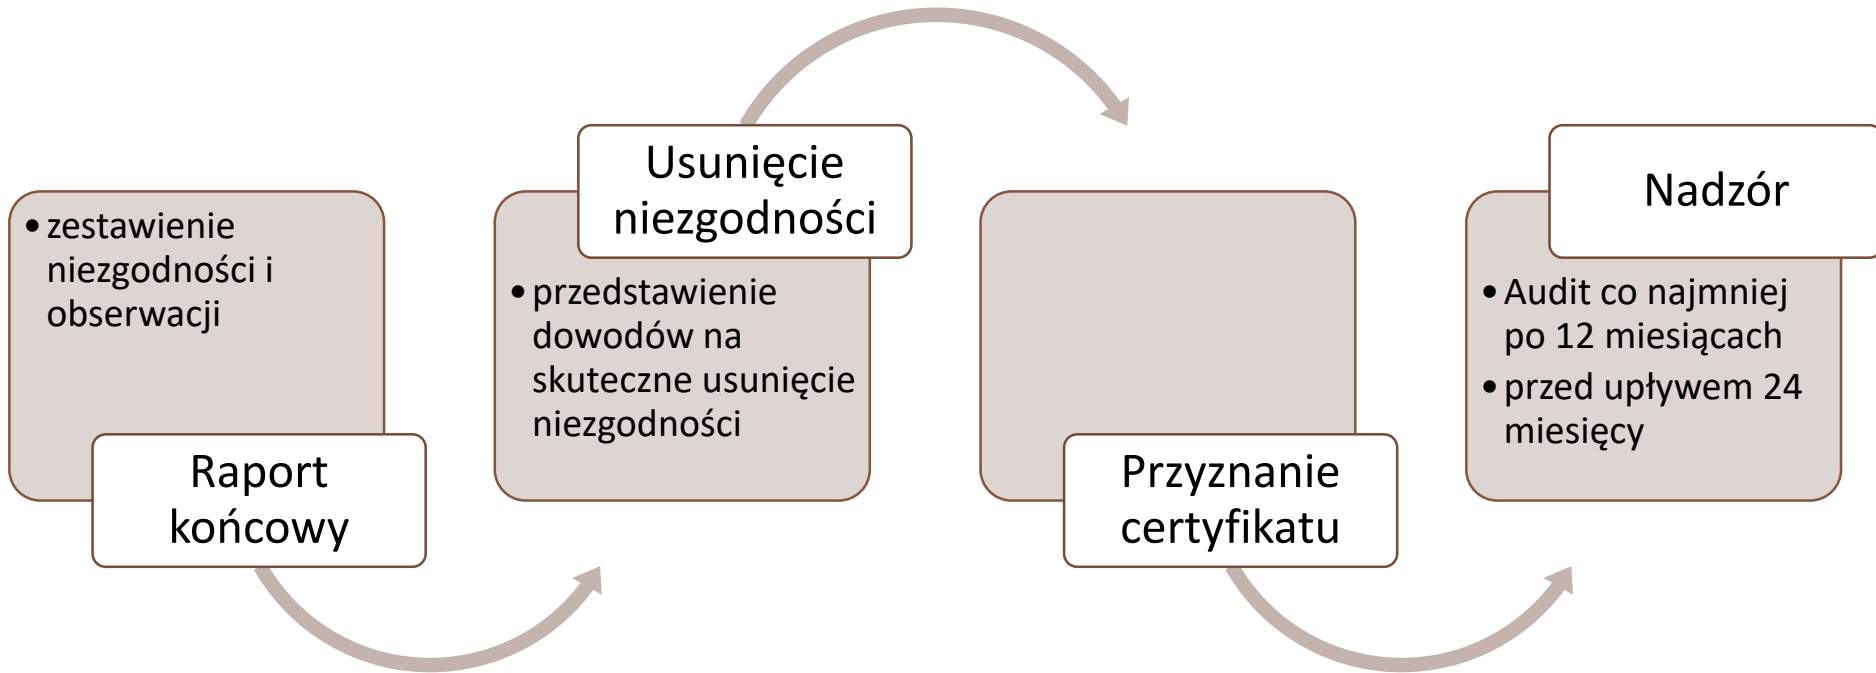 • zestawienie
niezgodności i
obserwacji
Raport
końcowy
Usunięcie
niezgodności
• przedstawienie
dowodów na
skuteczne usunięcie
niezgodności
Przyznanie
certyfikatu
Nadzór
• Audit co najmniej
po 12 miesiącach
• przed upływem 24
miesięcy